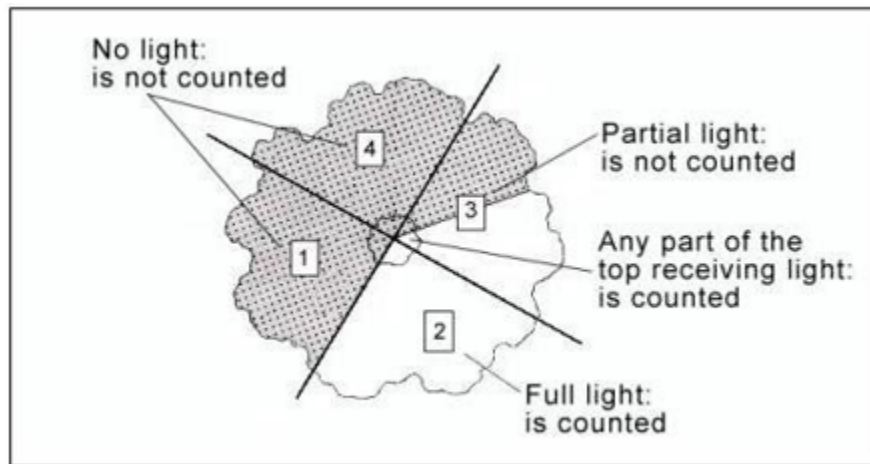 No light:
is not counted
4
Partial light:
is not counted
3
1
Any part of the
top receiving light:
is counted
2
Full light:
is counted